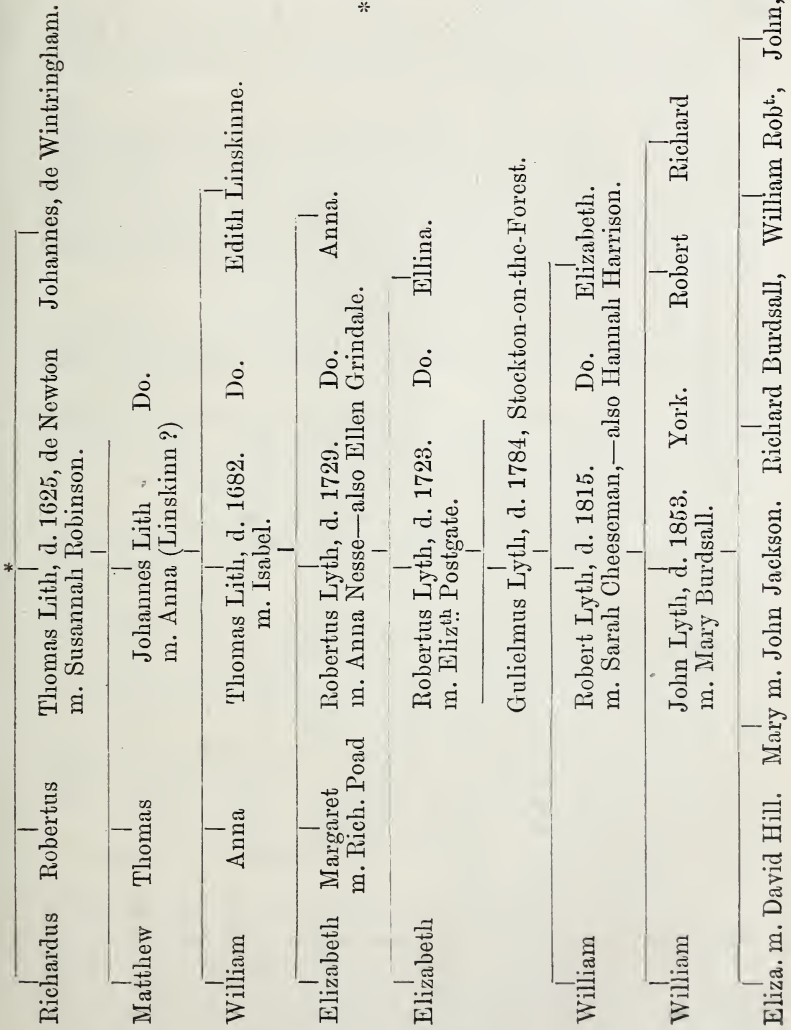 *
Richardus Robertus Thomas Lith, d. 1625, de Newton Johannes, de Wintringham.
m. Susannah Robinson.
Matthew Thomas Johannes Lith Do.
m. Anna (Linskinn ?)
William Anna Thomas Lith, d. 1682. Do. Edith Linskinne.
m. Isabel.
Elizabeth Margaret Robertus Lyth, d. 1729. Do. Anna.
m. Rich. Poad m. Anna Nesse—also Ellen Grindale.
*
Elizabeth Robertus Lyth, d. 1723. Do. Ellina.
m. Elizth Postgate.
Gulielmus Lyth, d. 1784, Stockton-on-the-Forest.
William Robert Lyth, d. 1815. Do. Elizabeth.
m. Sarah Cheeseman,—also Hannah Harrison.
William John Lyth, d. 1853. York. Robert Richard
m. Mary Burdsall.
Eliza. m. David Hill. Mary m. John Jackson. Richard Burdsall, William Robt., John,